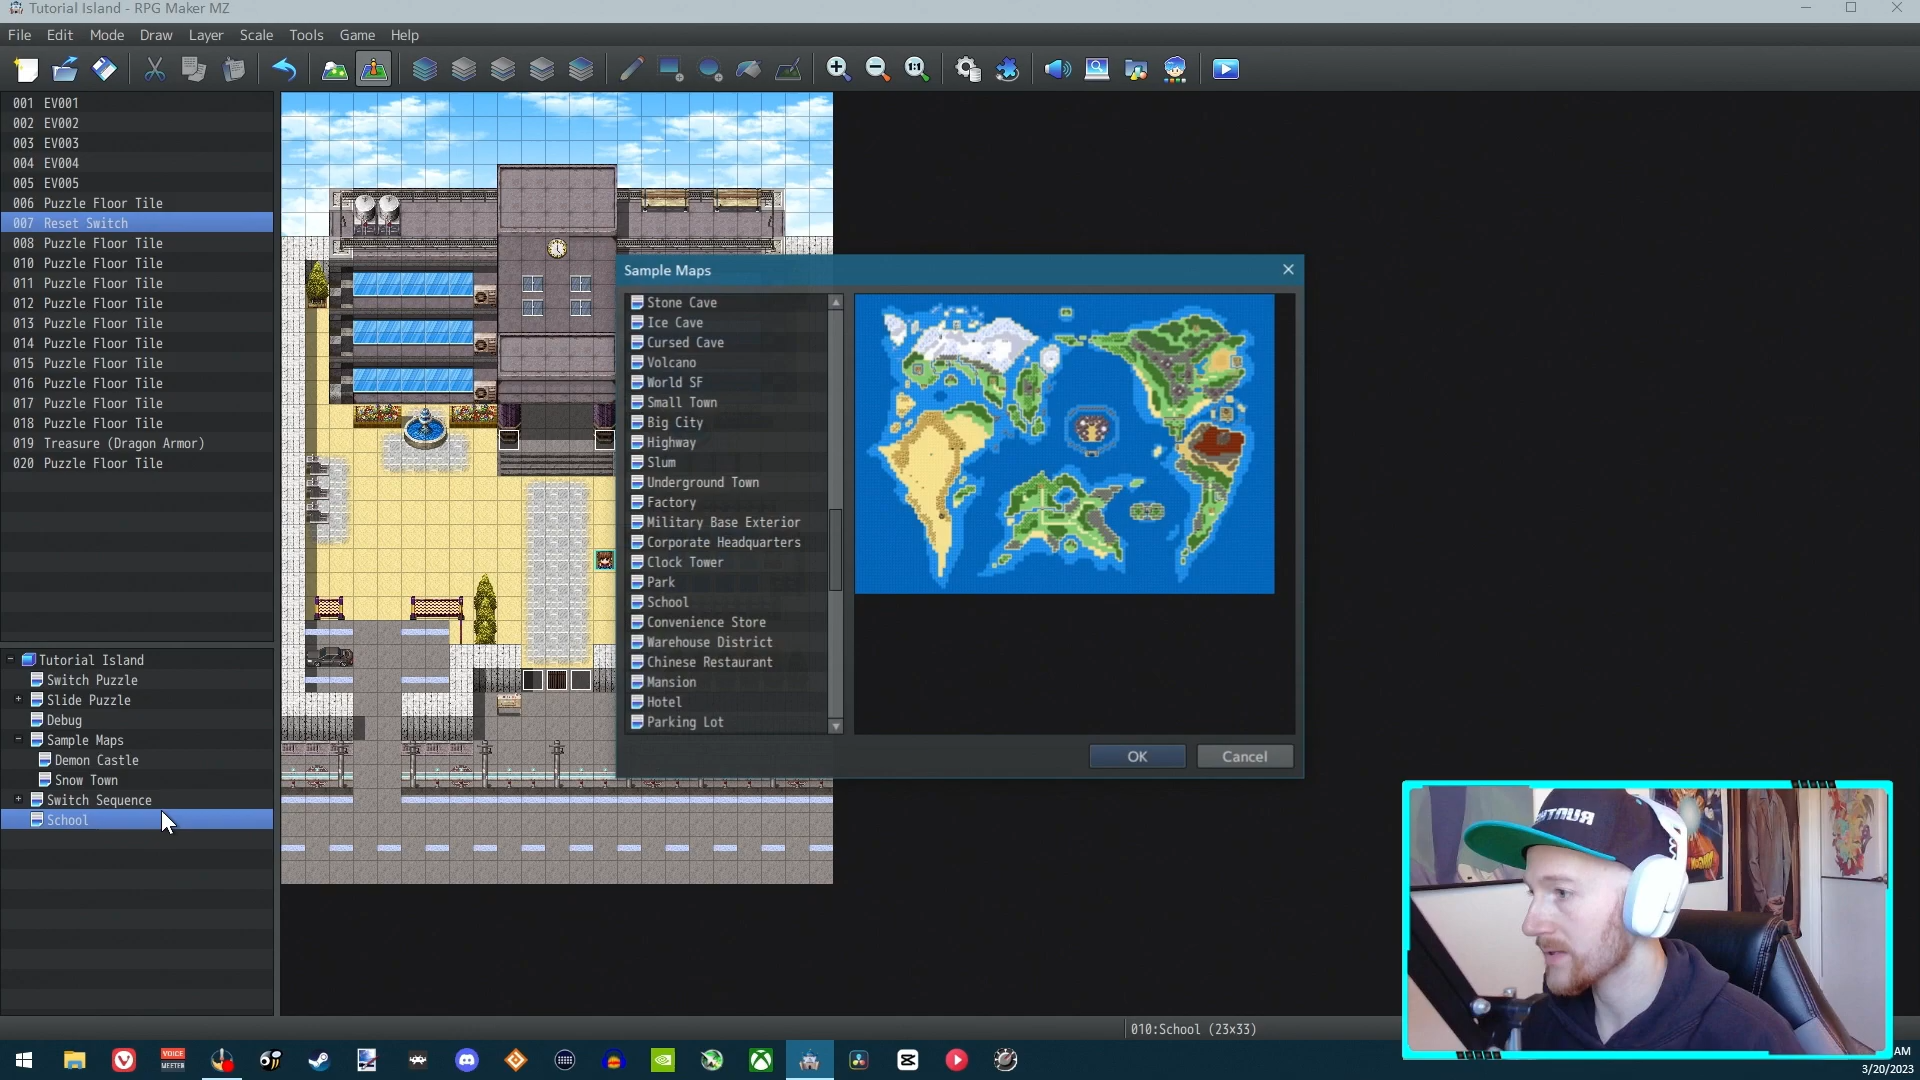 Tutorial Island - RPG Maker MZ
File Edit Mode Draw Layer Scale Tools Game Help
1:1
001 EV001
002 EV002
003 EV003
004 EV004
005 EV005
006 Puzzle Floor Tile
007 Reset Switch
008 Puzzle Floor Tile
010 Puzzle Floor Tile
011 Puzzle Floor Tile
012 Puzzle Floor Tile
013 Puzzle Floor Tile
014 Puzzle Floor Tile
015 Puzzle Floor Tile
016 Puzzle Floor Tile
017 Puzzle Floor Tile
018 Puzzle Floor Tile
019 Treasure (Dragon Armor)
020 Puzzle Floor Tile
Tutorial Island
Switch Puzzle
Slide Puzzle
Debug
Sample Maps
Demon Castle
Snow Town
Switch Sequence
School
Sample Maps
Stone Cave
Ice Cave
Cursed Cave
Volcano
World SF
Small Town
Big City
Highway
Slum
Underground Town
Factory
Military Base Exterior
Corporate Headquarters
Clock Tower
Park
School
Convenience Store
Warehouse District
Chinese Restaurant
Mansion
Hotel
Parking Lot
OK Cancel
010:School (23x33)
VOICE
MEETER
AM
3/20/2023